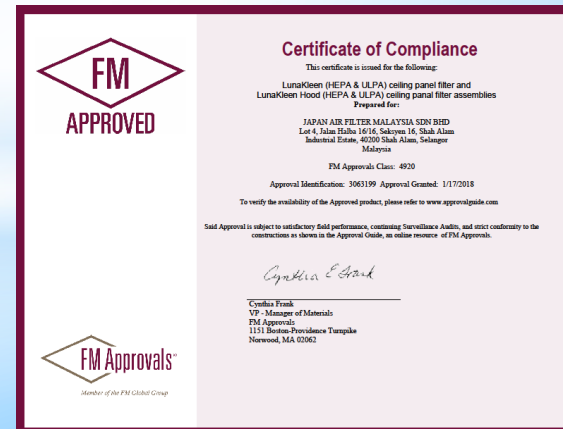 FM
APPROVED
Certificate of Compliance
This certificate is issued for the following:
LunaKleen (HEPA & ULPA) ceiling panel filter and
LunaKleen Hood (HEPA & ULPA) ceiling panal filter assemblies
Prepared for:
JAPAN AIR FILTER MALAYSIA SDN BHD
Lot 4, Jalan Halba 16/16, Seksyen 16, Shah Alam
Industrial Estate, 40200 Shah Alam, Selangor
Malaysia
FM Approvals Class: 4920
Approval Identification: 3063199 Approval Granted: 1/17/2018
To verify the availability of the Approved product, please refer to www.approvalguide.com
Said Approval is subject to satisfactory field performance, continuing Surveillance Audits, and strict conformity to the
constructions as shown in the Approval Guide, an online resource of FM Approvals.
Cynthia E Frank
Cynthia Frank
VP - Manager of Materials
FM Approvals
1151 Boston-Providence Turnpike
Norwood, MA 02062
FM Approvals
Member of the FM Global Group